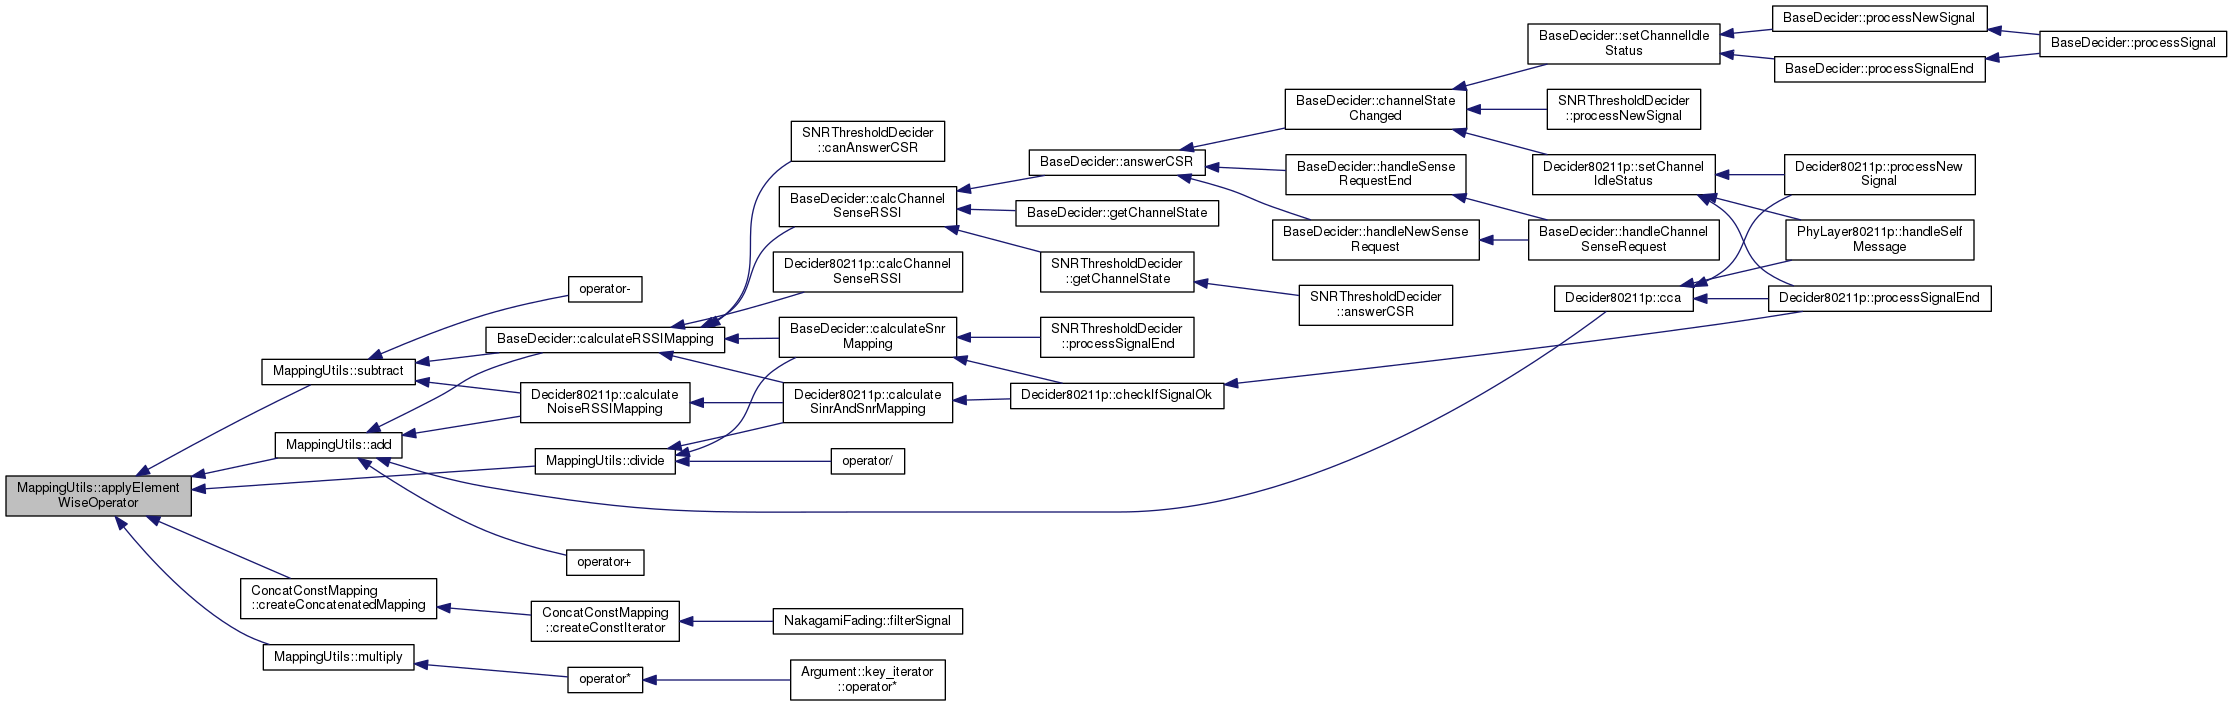 MappingUtils::applyElement
WiseOperator
MappingUtils::subtract
MappingUtils::add
MappingUtils::divide
ConcatConstMapping
::createConcatenatedMapping
MappingUtils::multiply
operator-
BaseDecider::calculateRSSIMapping
Decider80211p::calculate
NoiseRSSIMapping
operator+
ConcatConstMapping
::createConstIterator
operator*
SNRThresholdDecider
::canAnswerCSR
BaseDecider::calcChannel
SenseRSSI
Decider80211p::calcChannel
SenseRSSI
BaseDecider::calculateSnr
Mapping
Decider80211p::calculate
SinrAndSnrMapping
operator/
NakagamiFading::filterSignal
Argument::key_iterator
::operator*
BaseDecider::answerCSR
BaseDecider::getChannelState
SNRThresholdDecider
::getChannelState
SNRThresholdDecider
::processSignalEnd
Decider80211p::checkIfSignalOk
BaseDecider::channelState
Changed
BaseDecider::handleSense
RequestEnd
BaseDecider::handleNewSense
Request
SNRThresholdDecider
::answerCSR
BaseDecider::setChannelIdle
Status
SNRThresholdDecider
::processNewSignal
Decider80211p::setChannel
IdleStatus
BaseDecider::handleChannel
SenseRequest
Decider80211p::cca
BaseDecider::processNewSignal
BaseDecider::processSignalEnd
Decider80211p::processNew
Signal
PhyLayer80211p::handleSelf
Message
Decider80211p::processSignalEnd
BaseDecider::processSignal